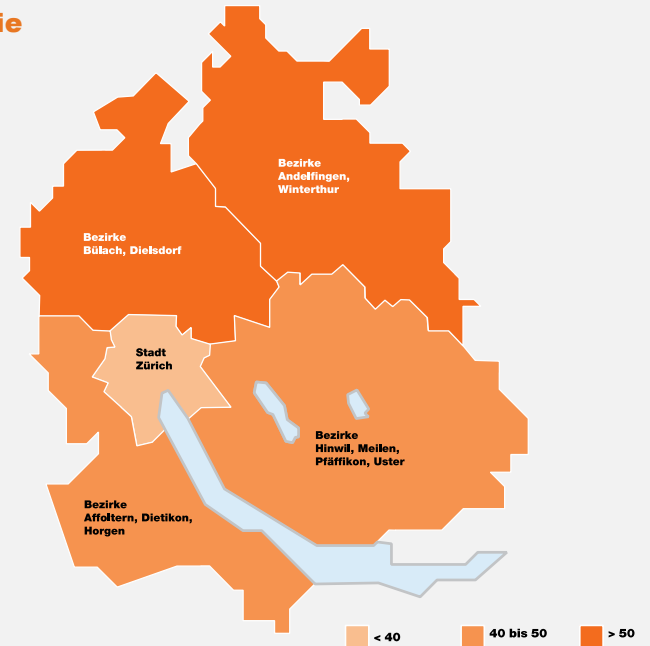 ie
Bezirke
Andelfingen,
Winterthur
Bezirke
Bülach, Dielsdorf
Stadt
Zürich
Bezirke
Hinwil, Meilen,
Pfäffikon, Uster
Bezirke
Affoltern, Dietikon,
Horgen
< 40
40 bis 50
> 50